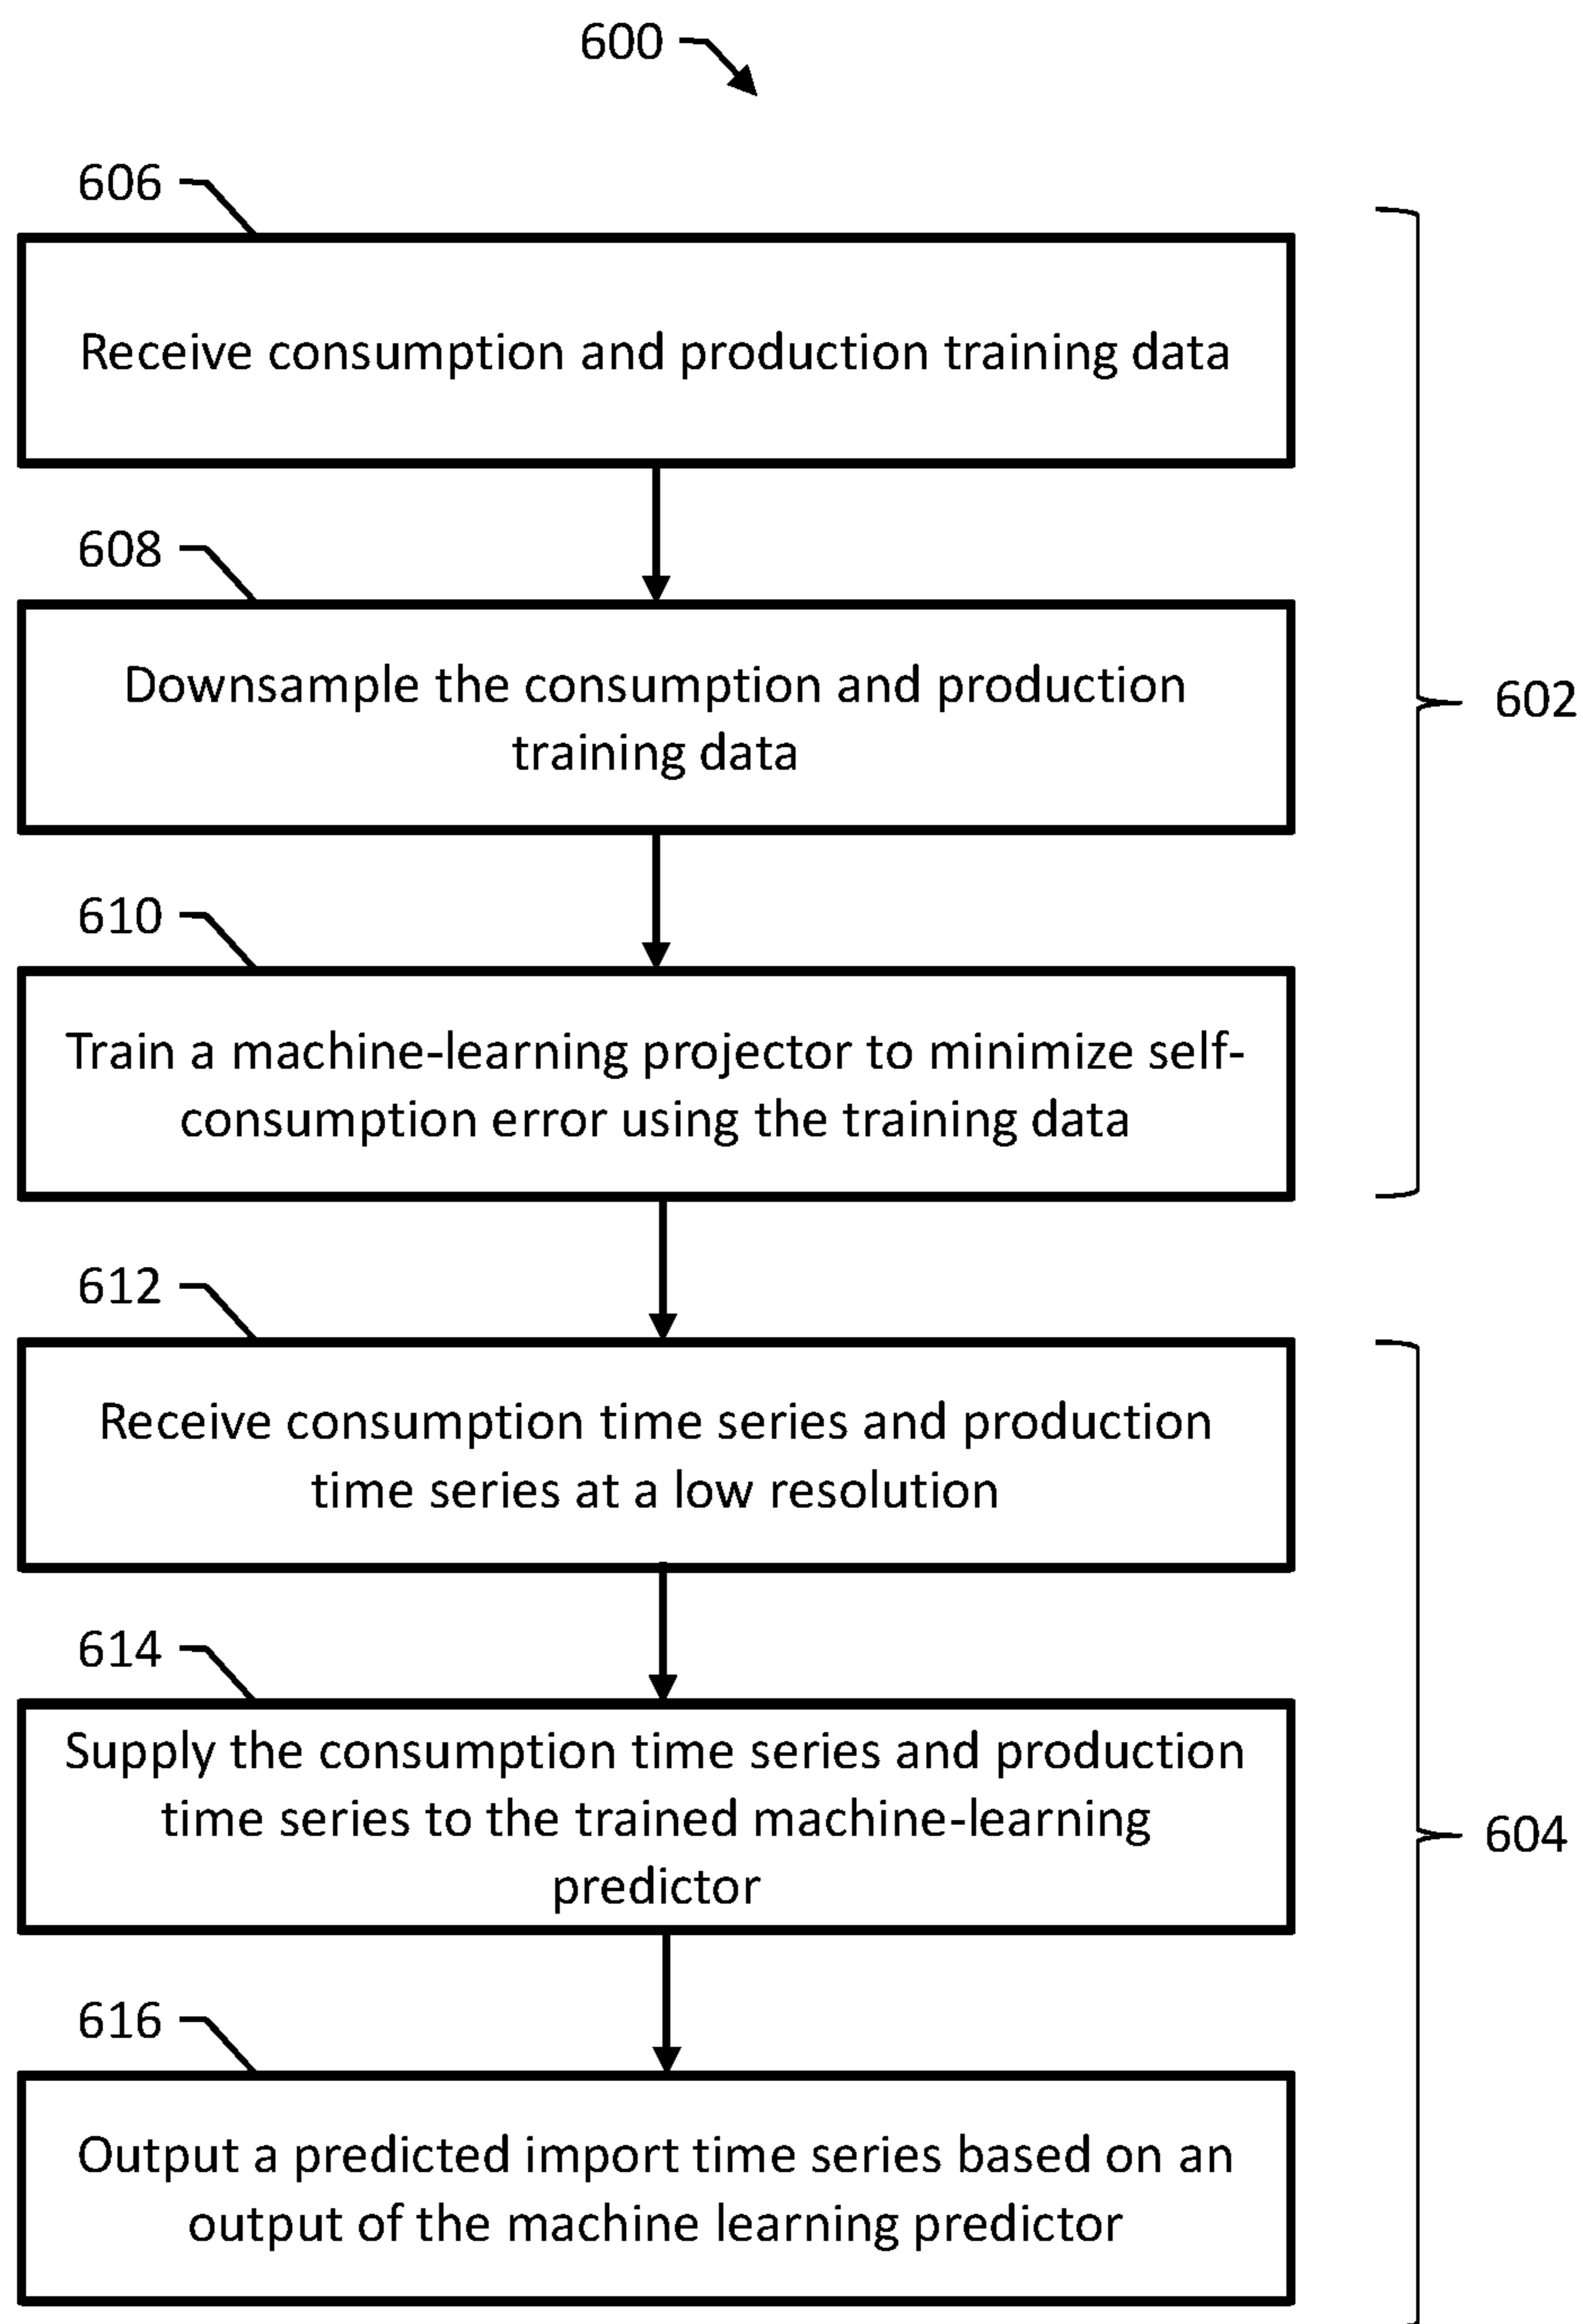 600
606
Receive consumption and production training data
608
Downsample the consumption and production
training data
602
610
Train a machine-learning projector to minimize self-
consumption error using the training data
612
Receive consumption time series and production
time series at a low resolution
614
Supply the consumption time series and production
time series to the trained machine-learning
predictor
604
616
Output a predicted import time series based on an
output of the machine learning predictor